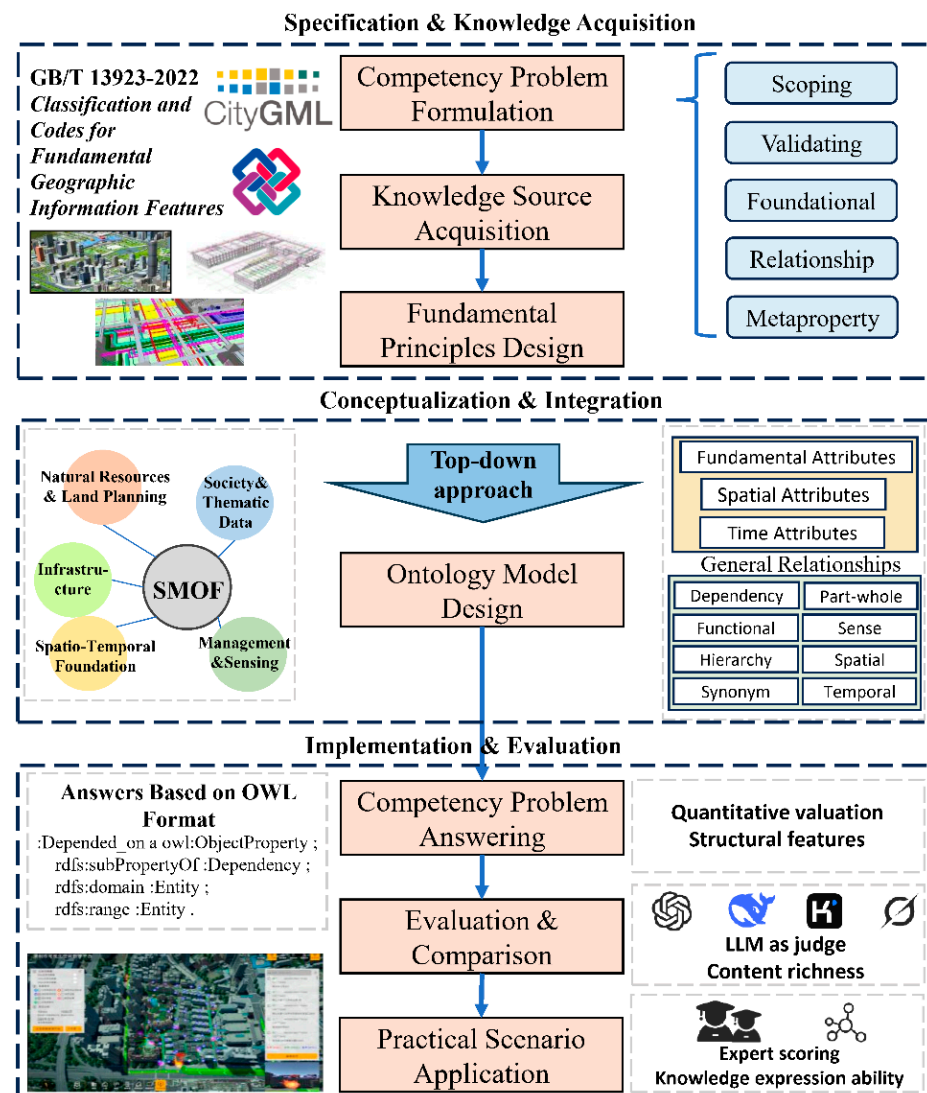 Specification & Knowledge Acquisition
GB/T 13923-2022
Classification and
Codes for
Fundamental
Geographic
Information Features
CityGML
Competency Problem
Formulation
Knowledge Source
Acquisition
Fundamental
Principles Design
Scoping
Validating
Foundational
Relationship
Metaproperty
Conceptualization & Integration
Natural Resources
& Land Planning
Society&
Thematic
Data
Infrastru-
cture
SMOF
Spatio-Temporal
Foundation
Management
&Sensing
Top-down
approach
Ontology Model
Design
Fundamental Attributes
Spatial Attributes
Time Attributes
General Relationships
Dependency
Part-whole
Functional
Sense
Hierarchy
Spatial
Synonym
Temporal
Implementation & Evaluation
Answers Based on OWL
Format
:Depended_on a owl:ObjectProperty ;
rdfs:subPropertyOf :Dependency ;
rdfs:domain :Entity ;
rdfs:range :Entity .
Competency Problem
Answering
Evaluation &
Comparison
Practical Scenario
Application
Quantitative valuation
Structural features
LLM as judge
Content richness
Expert scoring
Knowledge expression ability